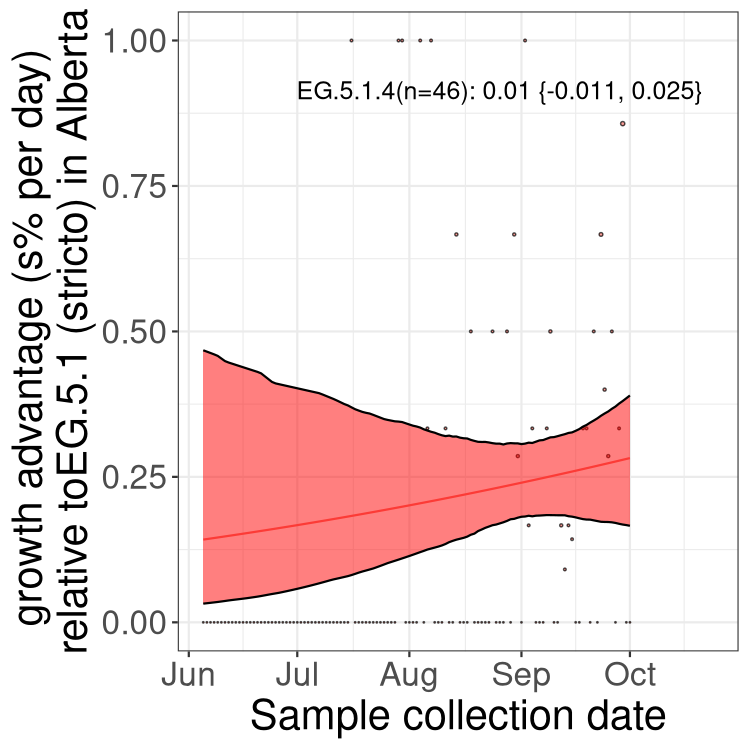 growth advantage (s% per day)
relative toEG.5.1 (stricto) in Alberta
1.00
0.75
0.50
0.25
0.00
EG.5.1.4(n=46): 0.01 {-0.011, 0.025}
Jun Jul Aug Sep Oct
Sample collection date